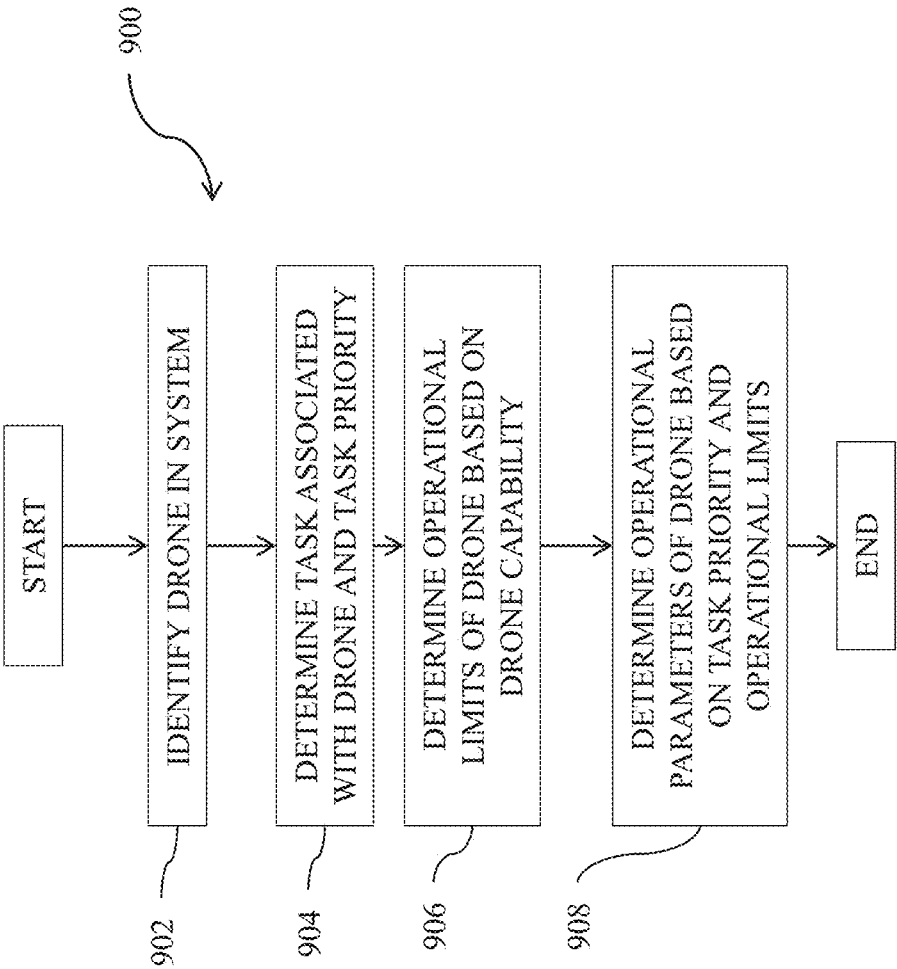 900
START
902
IDENTIFY DRONE IN SYSTEM
904
DETERMINE TASK ASSOCIATED
WITH DRONE AND TASK PRIORITY
906
DETERMINE OPERATIONAL
LIMITS OF DRONE BASED ON
DRONE CAPABILITY
908
DETERMINE OPERATIONAL
PARAMETERS OF DRONE BASED
ON TASK PRIORITY AND
OPERATIONAL LIMITS
END